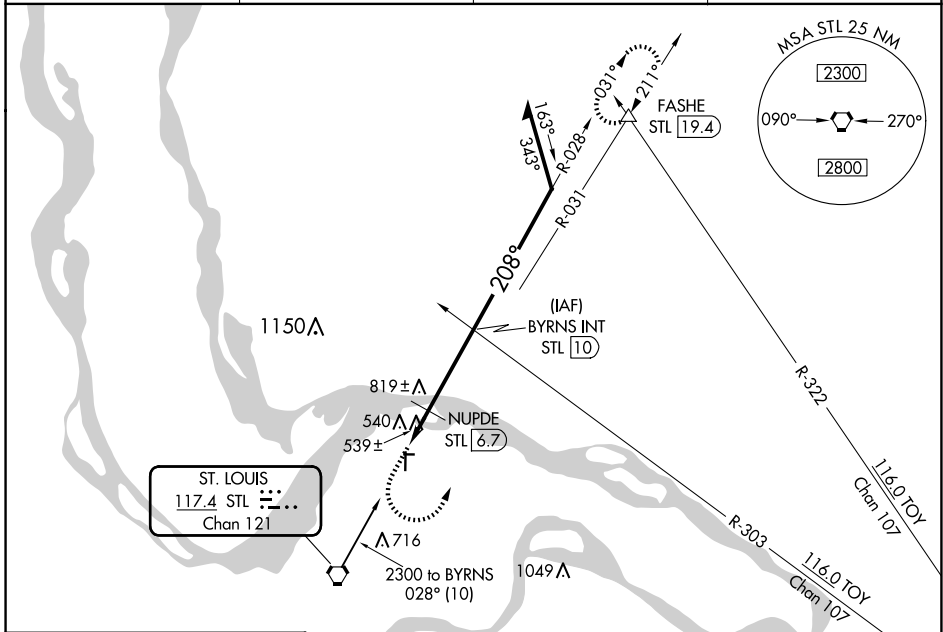 MSA STL 25 NM
2300
090°
270°
2800
031°
211°
FASHE
STL 19.4
163°
343°
R-028
R-031
208°
(IAF)
BYRNS INT
STL 10
1150
R-322
819±
NUPDE
STL 6.7
540
539±
116.0 TOY
Chan 107
ST. LOUIS
117.4 STL
Chan 121
R-303
716
2300 to BYRNS
028° (10)
1049
116.0 TOY
Chan 107